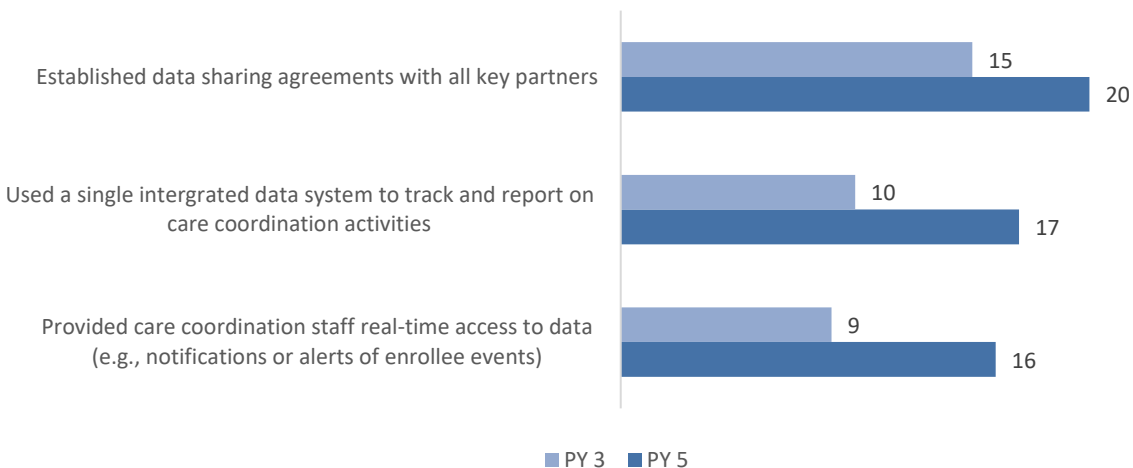 Established data sharing agreements with all key partners
15
20
Used a single intergrated data system to track and report on
care coordination activities
10
17
Provided care coordination staff real-time access to data
(e.g., notifications or alerts of enrollee events)
9
16
PY 3 PY 5